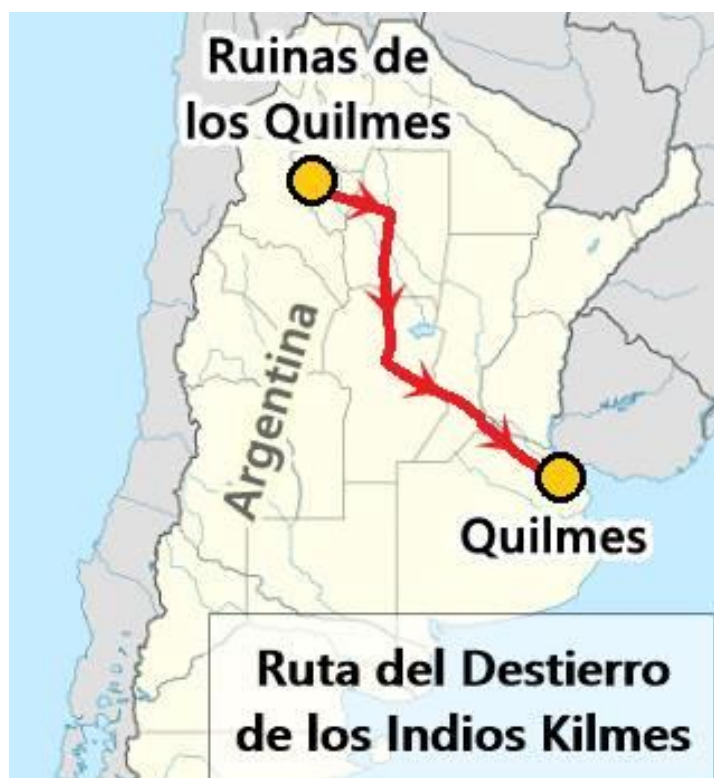 Ruinas de
los Quilmes
Argentina
Quilmes
Ruta del Destierro
de los Indios Kilmes